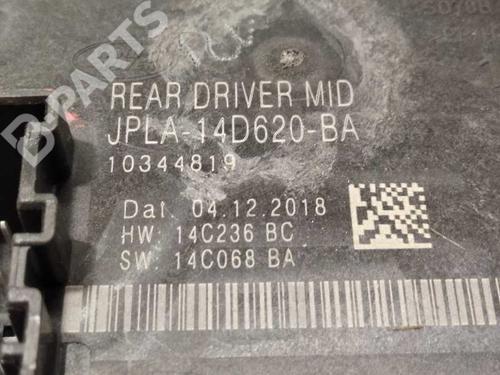 B-PARTS
REAR DRIVER MID
JPLA-14D620-BA
10344819
Dat. 04.12.2018
HW: 14C236 BC
SW: 14C068 BA